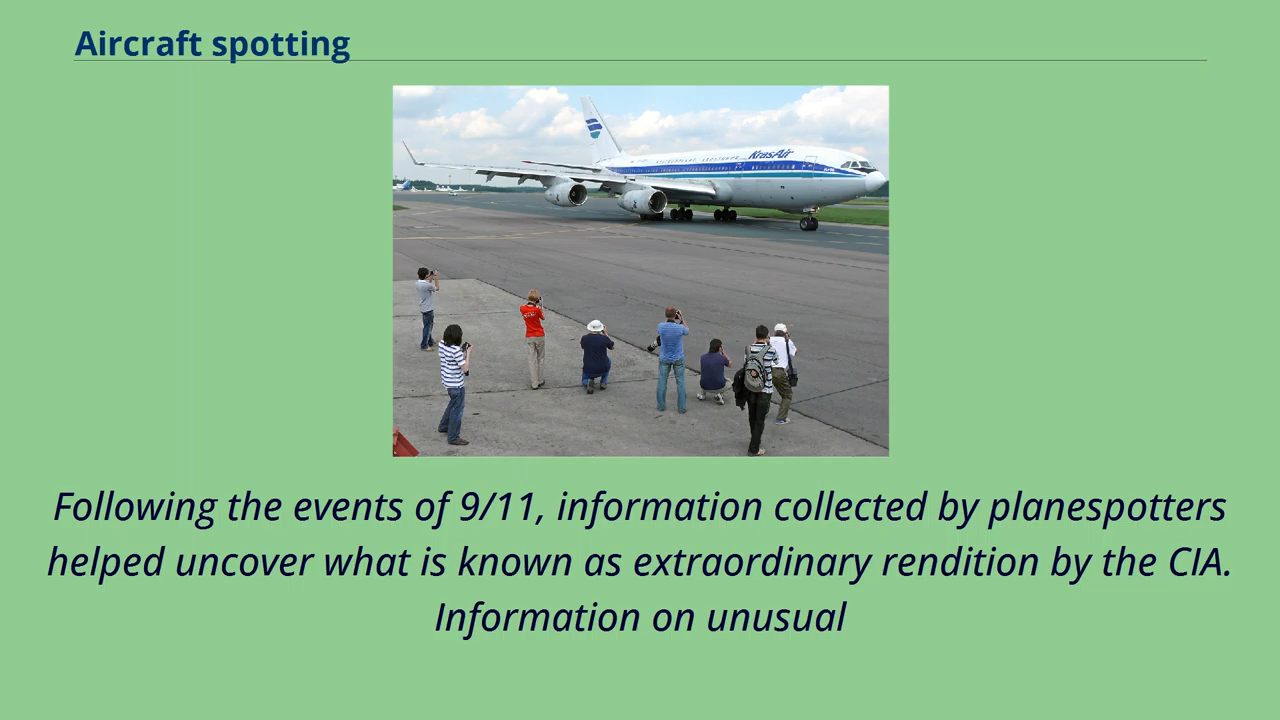 Aircraft spotting
KrasAir
Following the events of 9/11, information collected by planespotters
helped uncover what is known as extraordinary rendition by the CIA.
Information on unusual